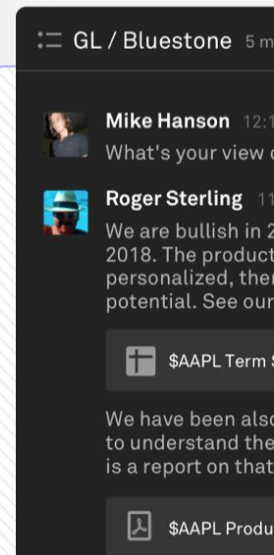 GL / Bluestone 5 m
Mike Hanson 12:1
What's your view
Roger Sterling 11
We are bullish in 2
2018. The product
personalized, the
potential. See our
$AAPL Term
We have been also
to understand the
is a report on that
$AAPL Produ